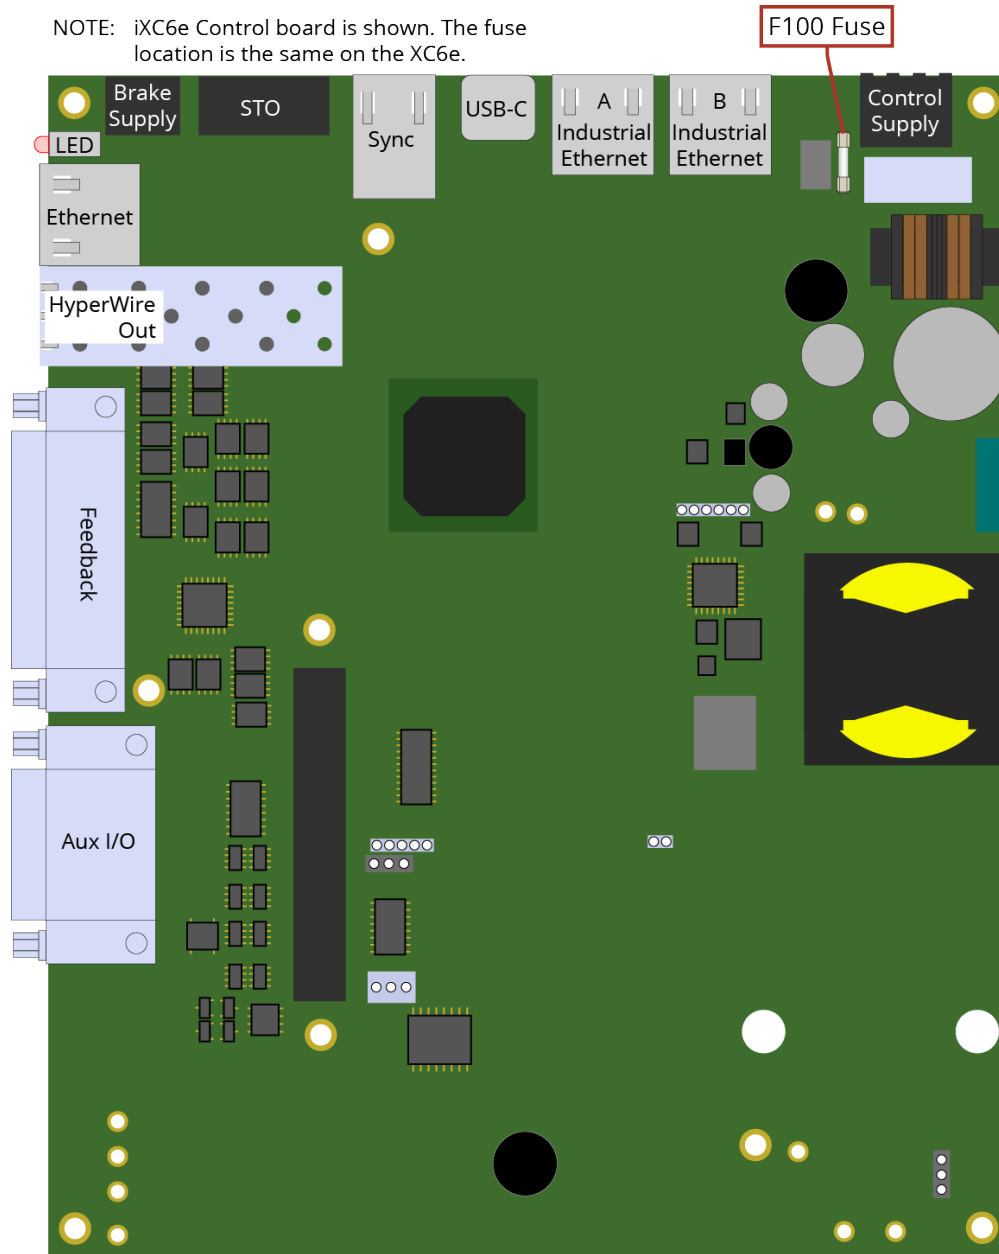 NOTE: iXC6e Control board is shown. The fuse
location is the same on the XC6e.
F100 Fuse
Brake
Supply
STO
Sync
USB-C
A
Industrial
Ethernet
B
Industrial
Ethernet
Control
Supply
LED
Ethernet
HyperWire
Out
Feedback
Aux I/O